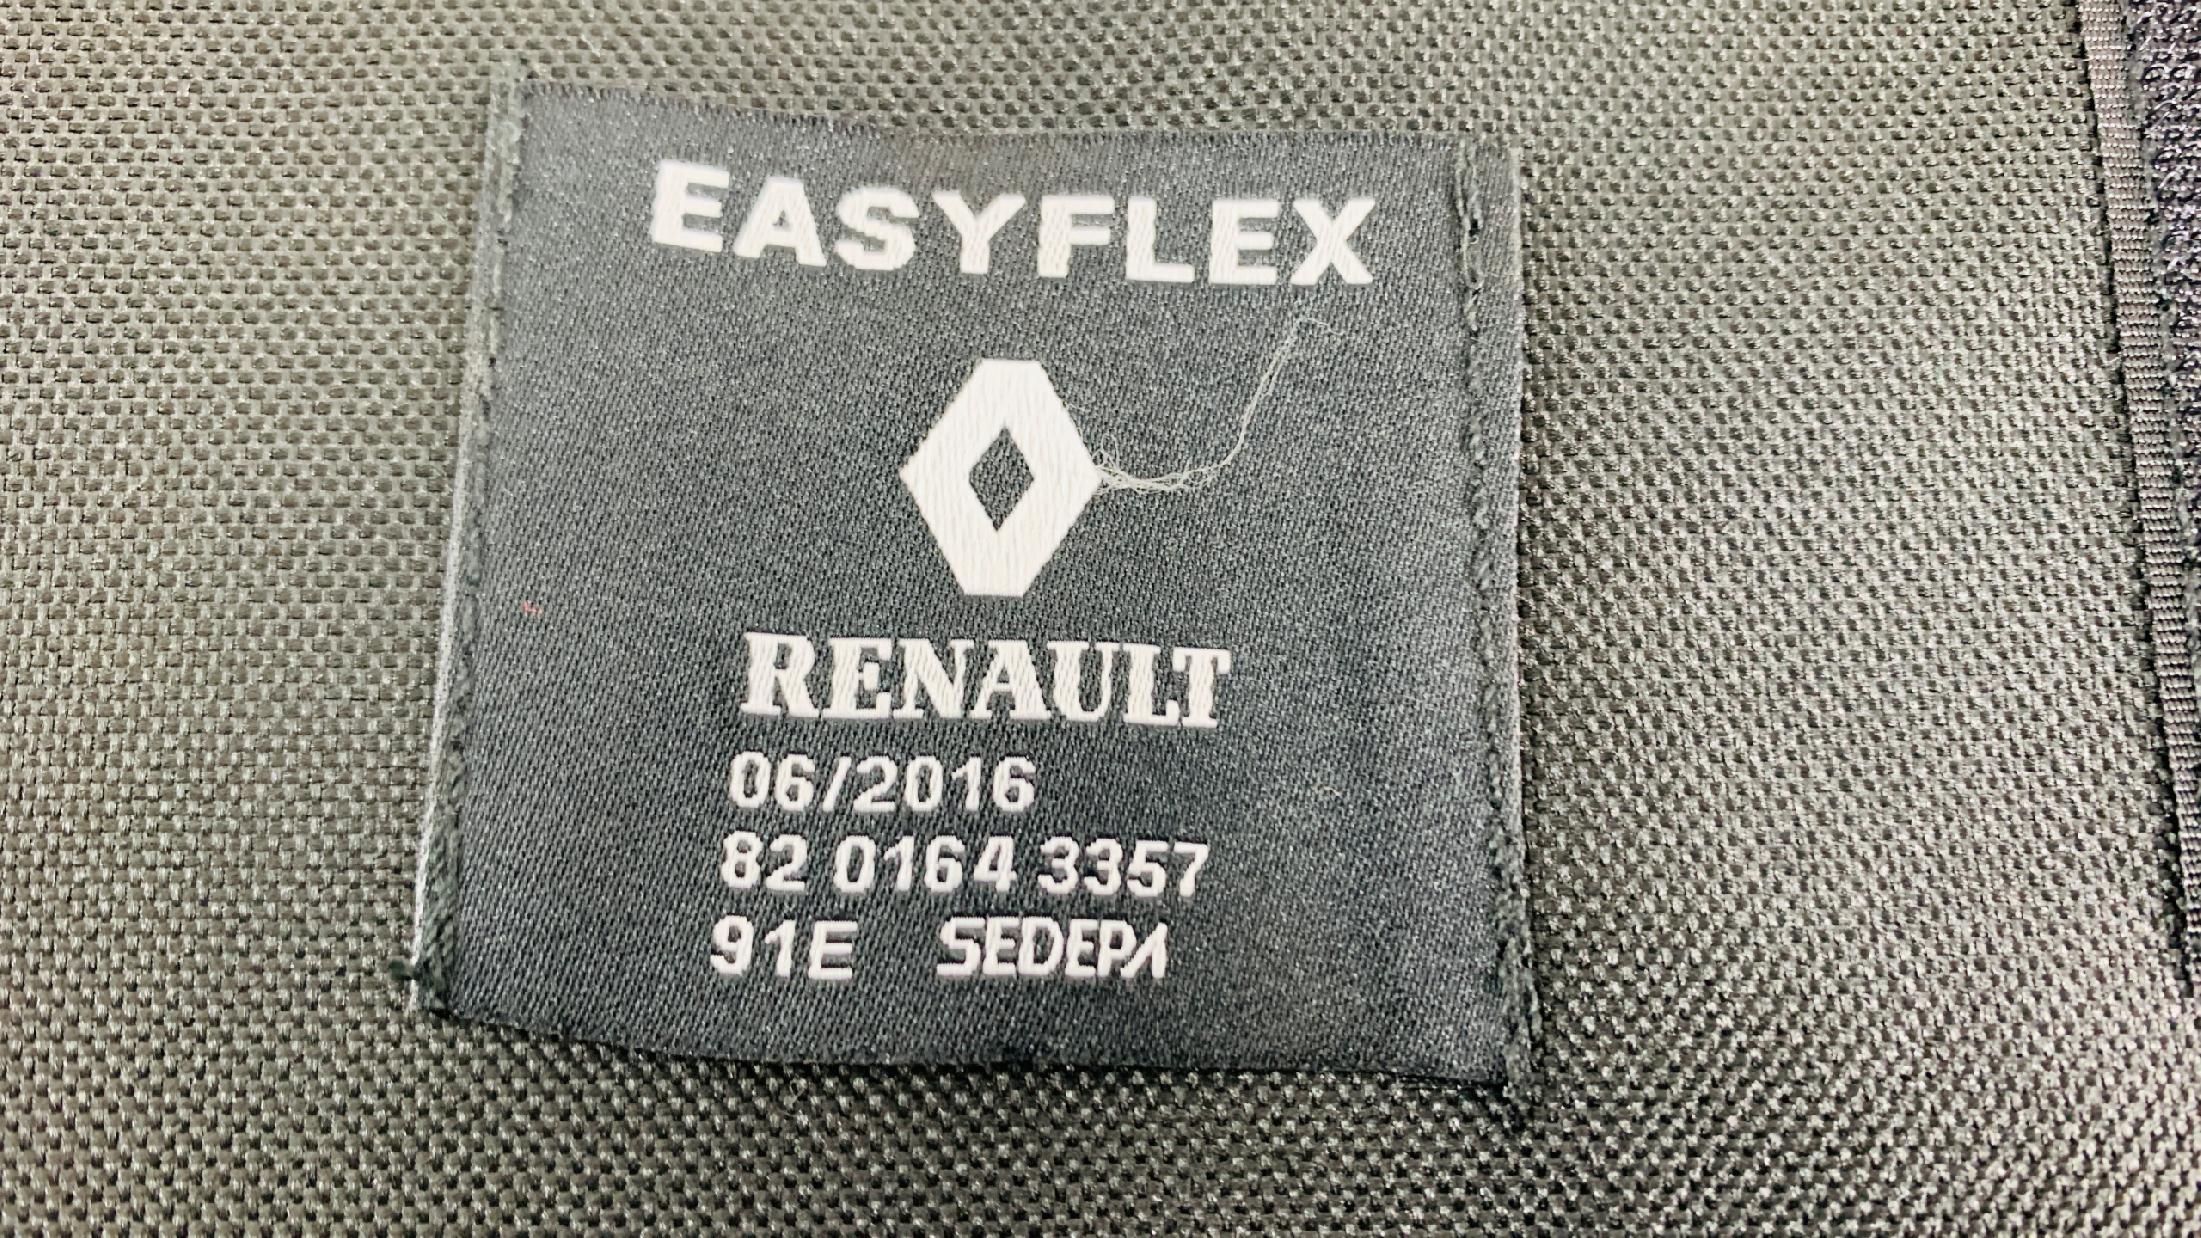 EASYFLEX
RENAULT
06/2016
82 0164 3357
91E SEDEPA